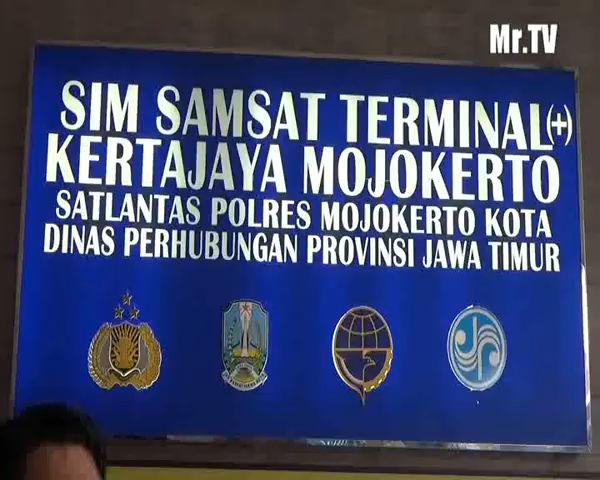 Mr.TV
SIM SAMSAT TERMINAL(+)
KERTAJAYA MOJOKERTO
SATLANTAS POLRES MOJOKERTO KOTA
DINAS PERHUBUNGAN PROVINSI JAWA TIMUR